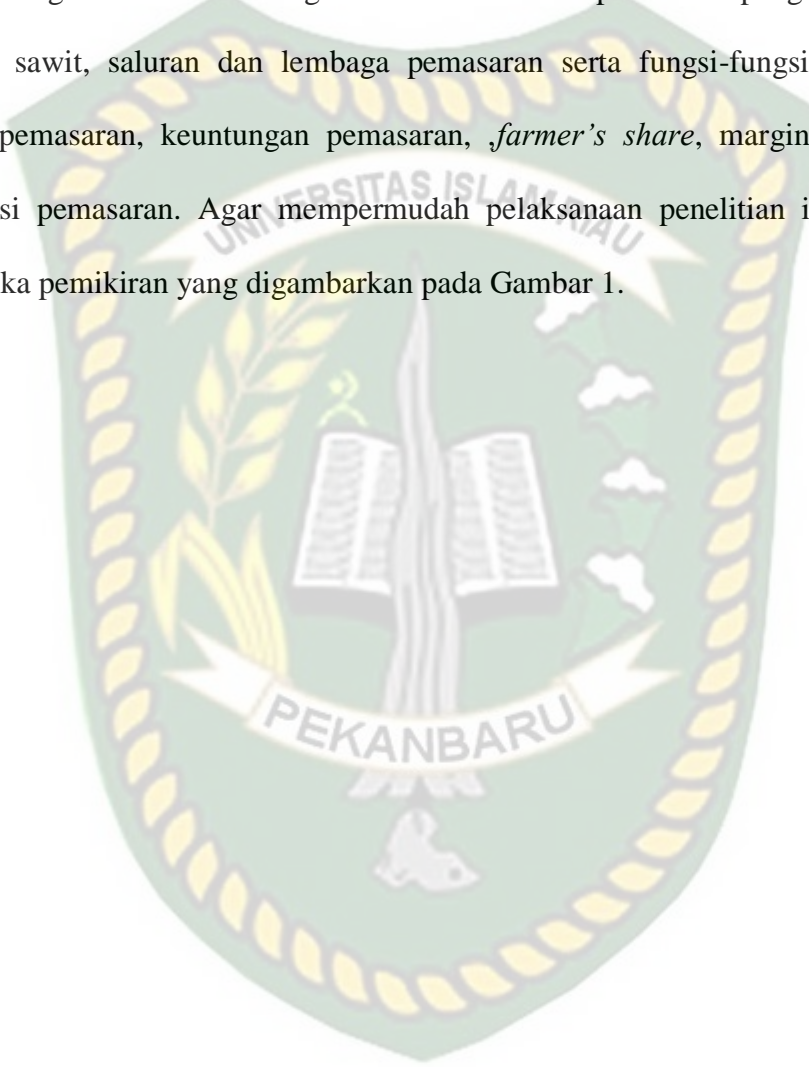 sawit, saluran dan lembaga pemasaran serta fungsi-fungsi
pemasaran, keuntungan pemasaran, ,farmer’s share, margin
si pemasaran. Agar mempermudah pelaksanaan penelitian i
ka pemikiran yang digambarkan pada Gambar 1.
UNIVERSITAS ISLAM RIAU
PEKANBARU